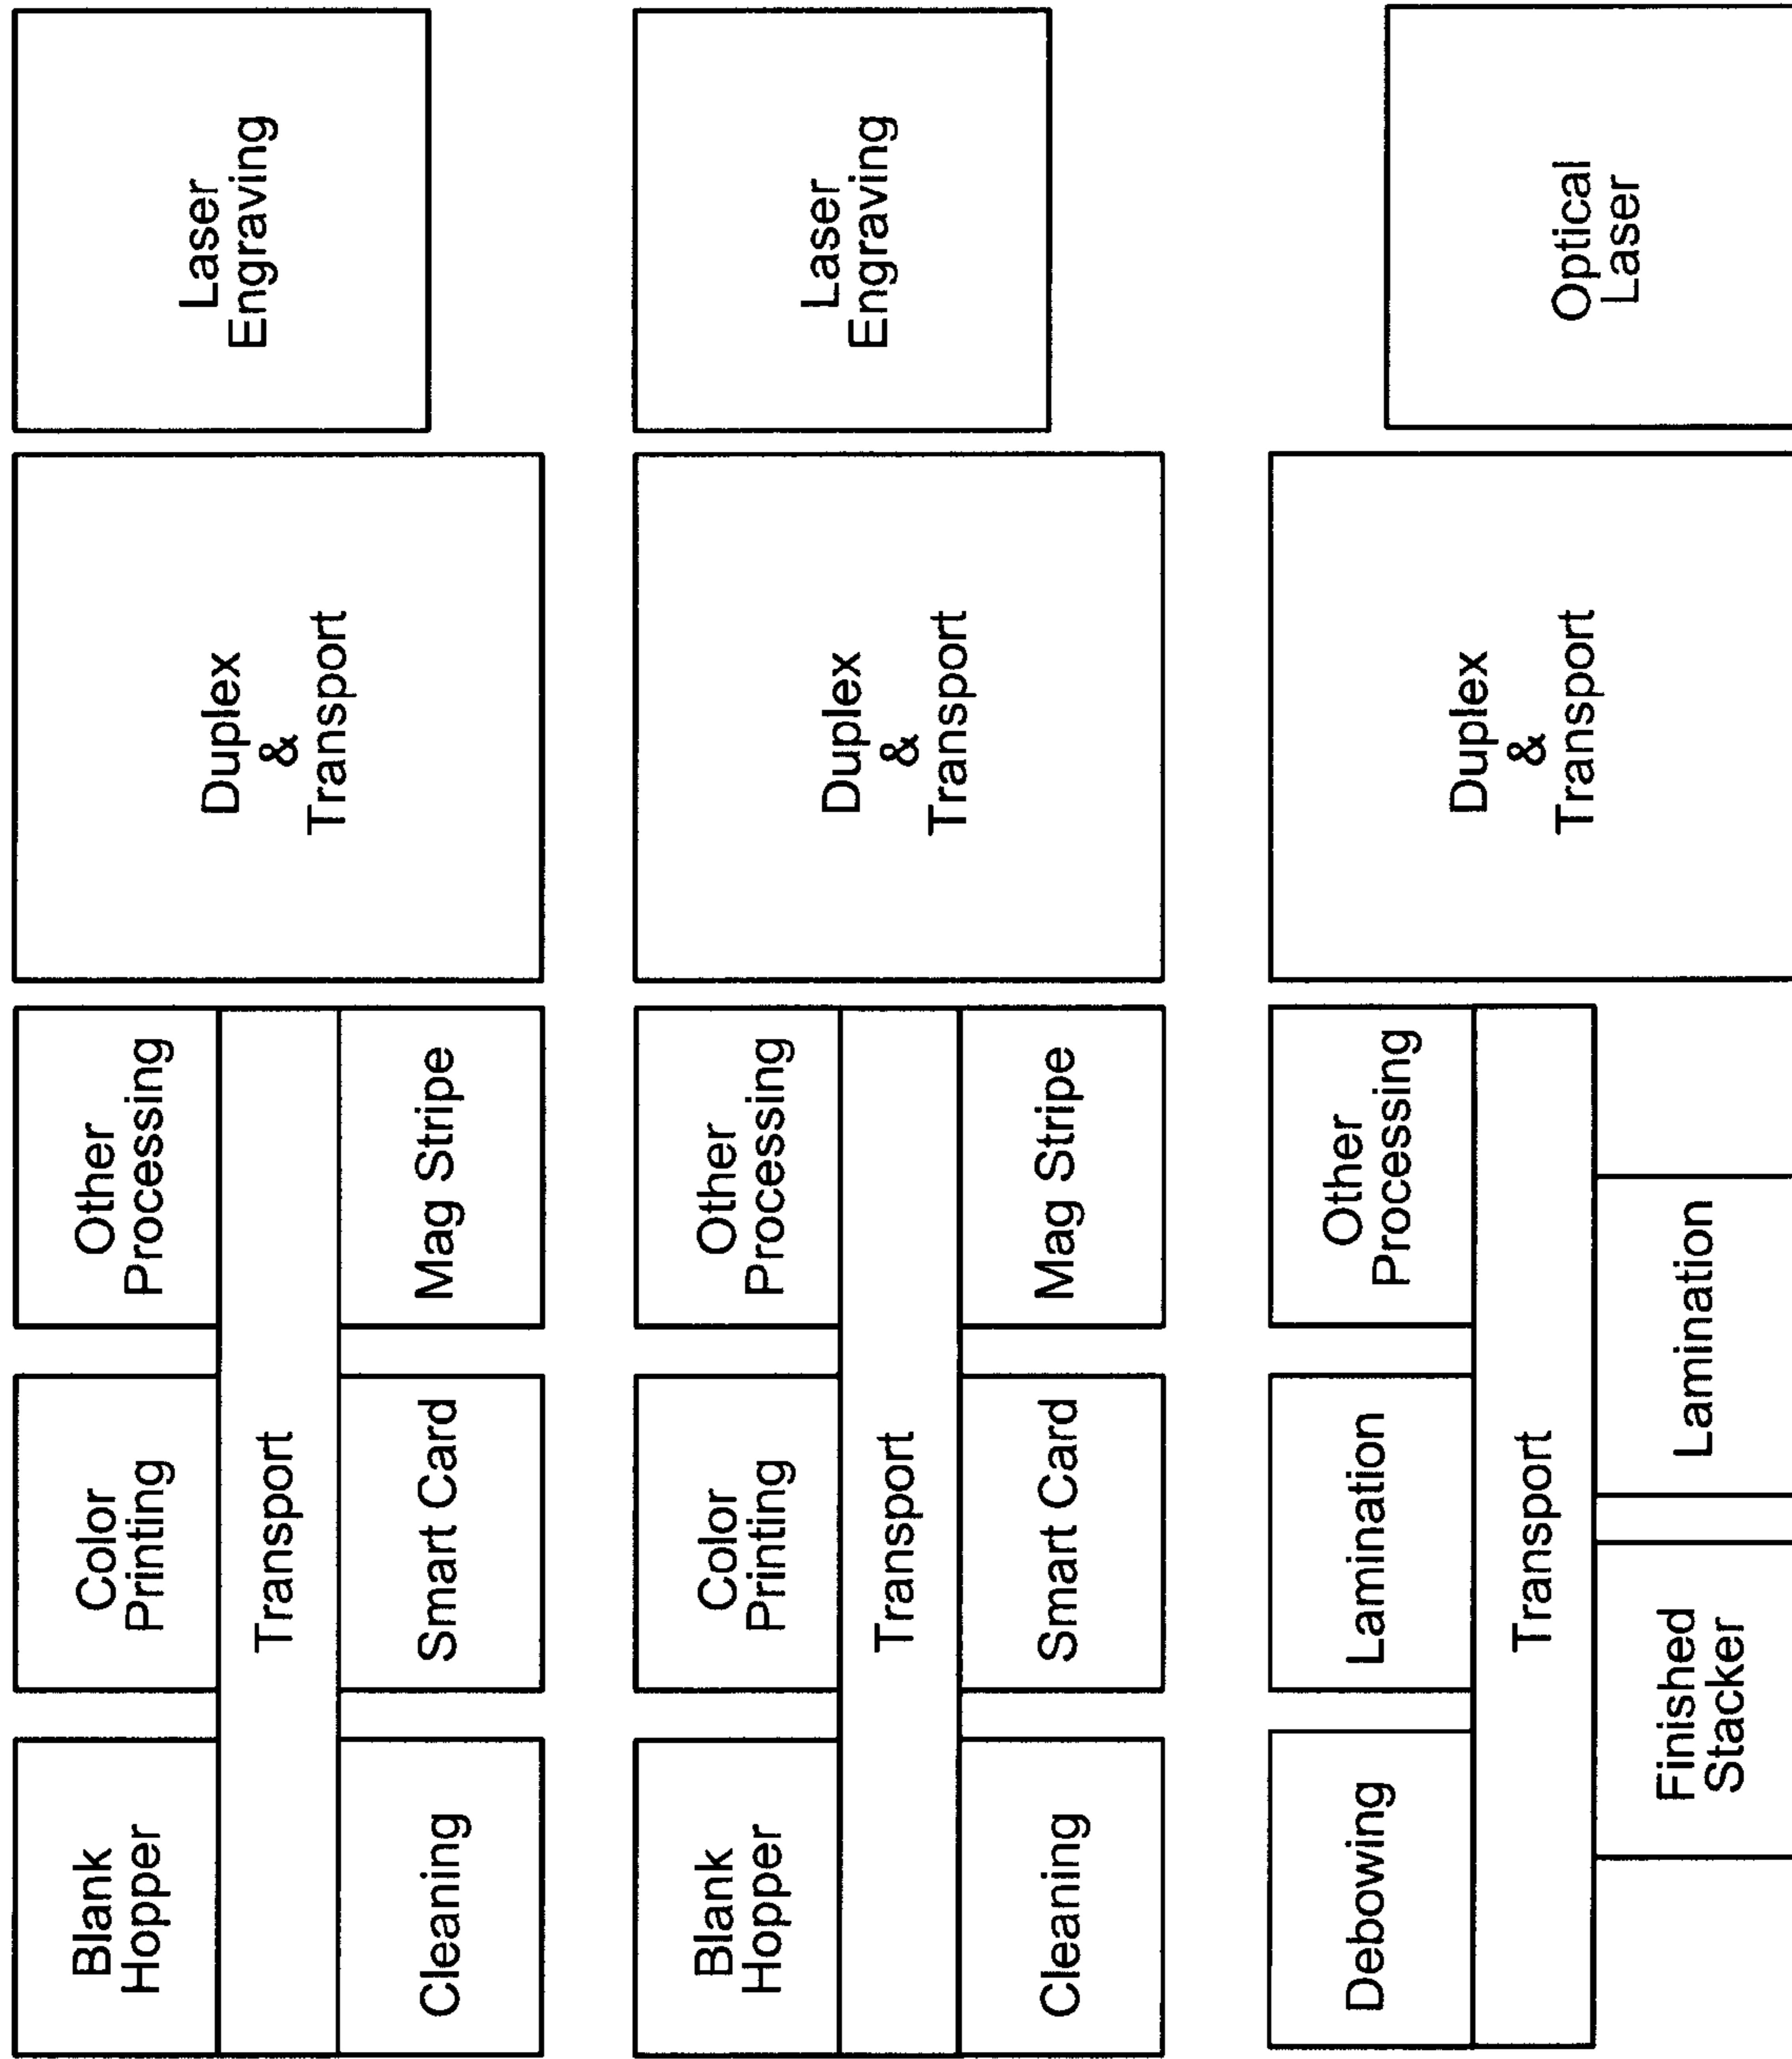 Blank
Hopper
Color
Printing
Other
Processing
Transport
Cleaning
Smart Card
Mag Stripe
Duplex
&
Transport
Laser
Engraving
Blank
Hopper
Color
Printing
Other
Processing
Transport
Cleaning
Smart Card
Mag Stripe
Duplex
&
Transport
Laser
Engraving
Debowing
Lamination
Other
Processing
Transport
Finished
Stacker
Lamination
Duplex
&
Transport
Optical
Laser